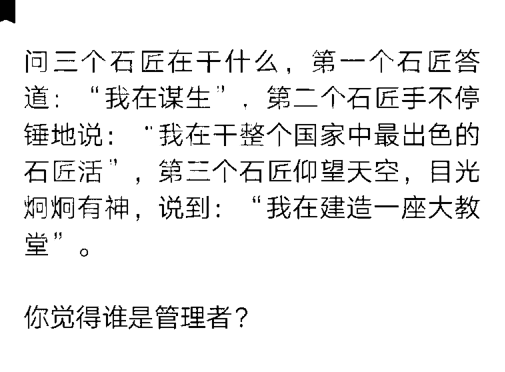 问三个石匠在干什么，第一个石匠答
道：“我在谋生”，第二个石匠手不停
锤地说：“我在干整个国家中最出色的
石匠活”，第三个石匠仰望天空，目光
炯炯有神，说到：“我在建造一座大教
堂”。
你觉得谁是管理者？